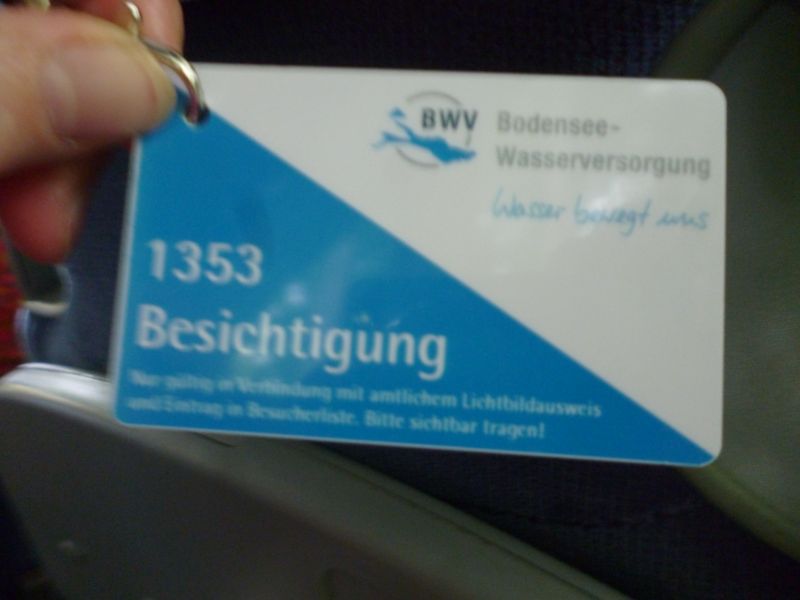 BWV
Bodensee-
Wasserversorgung
Wasser bewegt uns
1353
Besichtigung
Nur gültig in Verbindung mit amtlichem Lichtbildausweis
und Eintrag in Besucherliste. Bitte sichtbar tragen!